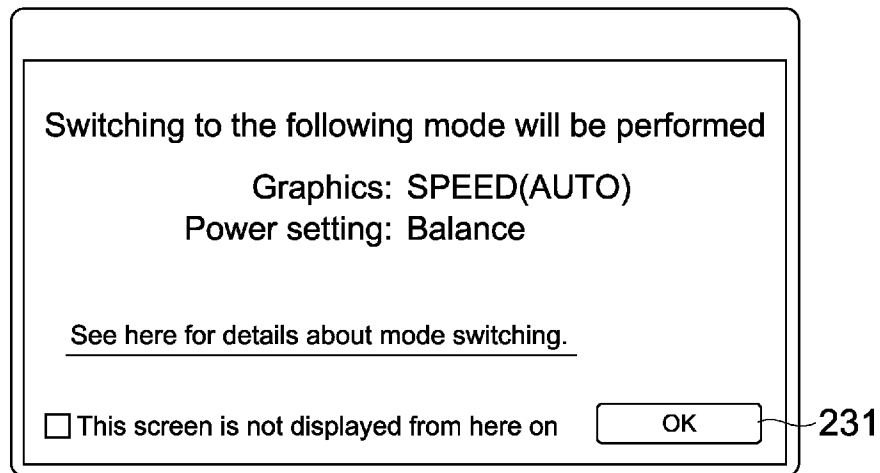 Switching to the following mode will be performed
Graphics: SPEED(AUTO)
Power setting: Balance
See here for details about mode switching.
This screen is not displayed from here on
OK
231